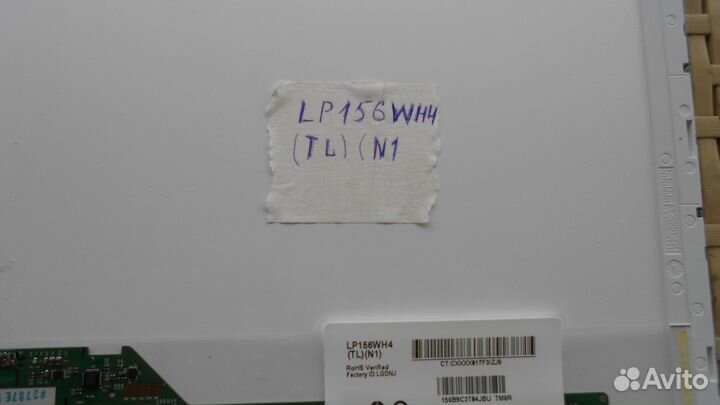 LP156WH4
(TL) (N1
LP156WH4
(TL)(N1)
RoHS Verified
Factory ID:LGDNJ
Avito